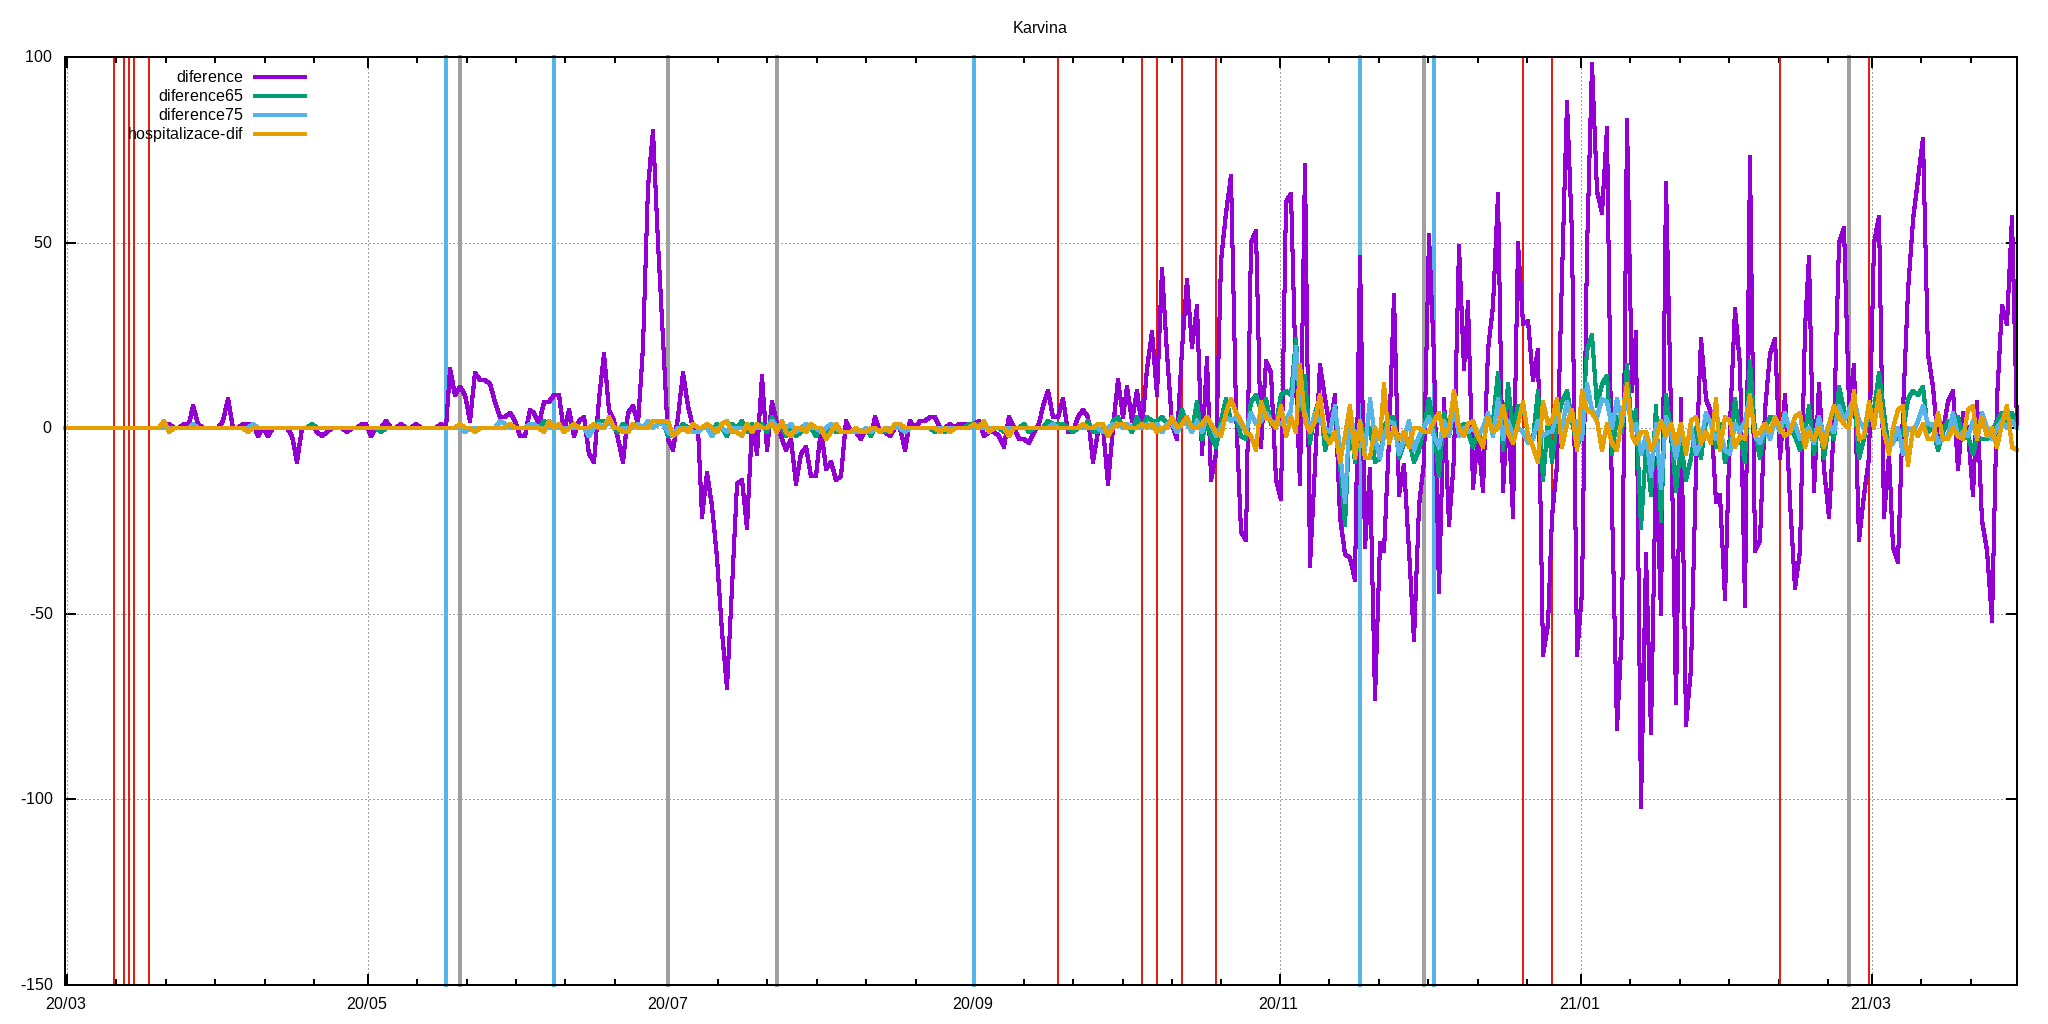 Karvina
100
diference
diference65
diference75
hospitalizace-dif
50
0
-50
-100
-150
20/03 20/05 20/07 20/09 20/11 21/01 21/03